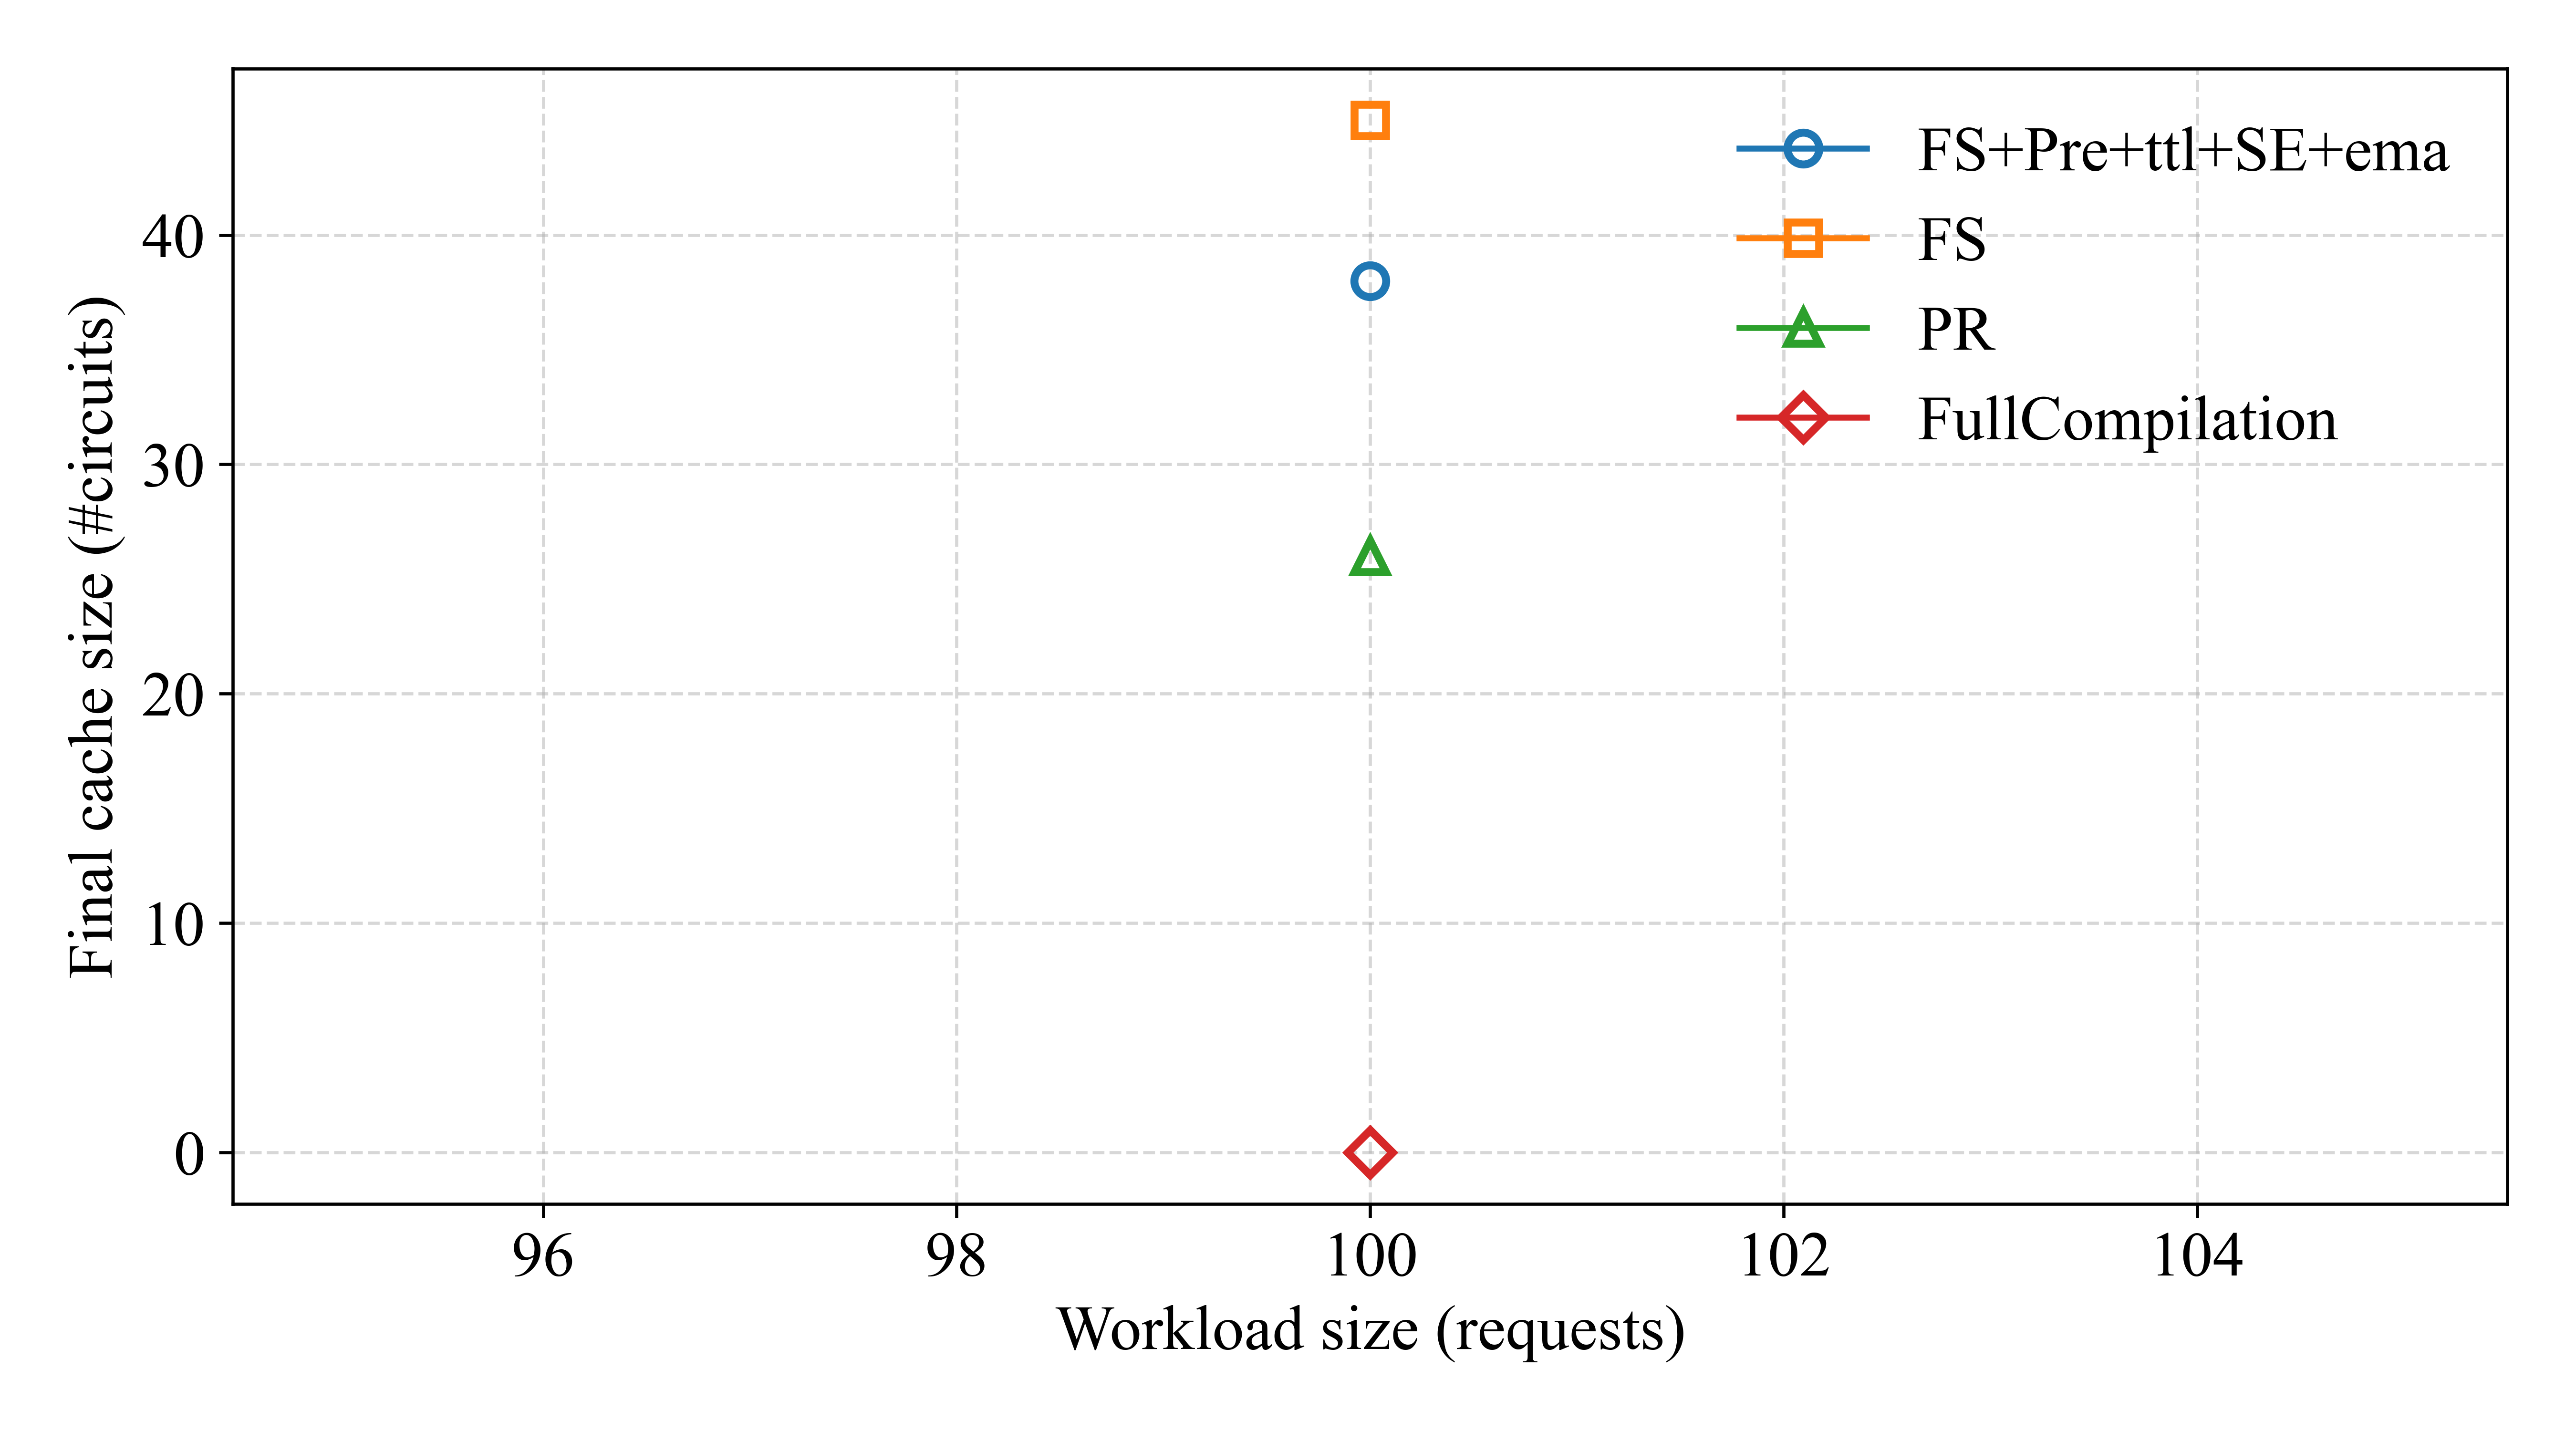 FS+Pre+ttl+SE+ema
FS
PR
FullCompilation
Final cache size (#circuits)
40
30
20
10
0
96 98 100 102 104
Workload size (requests)